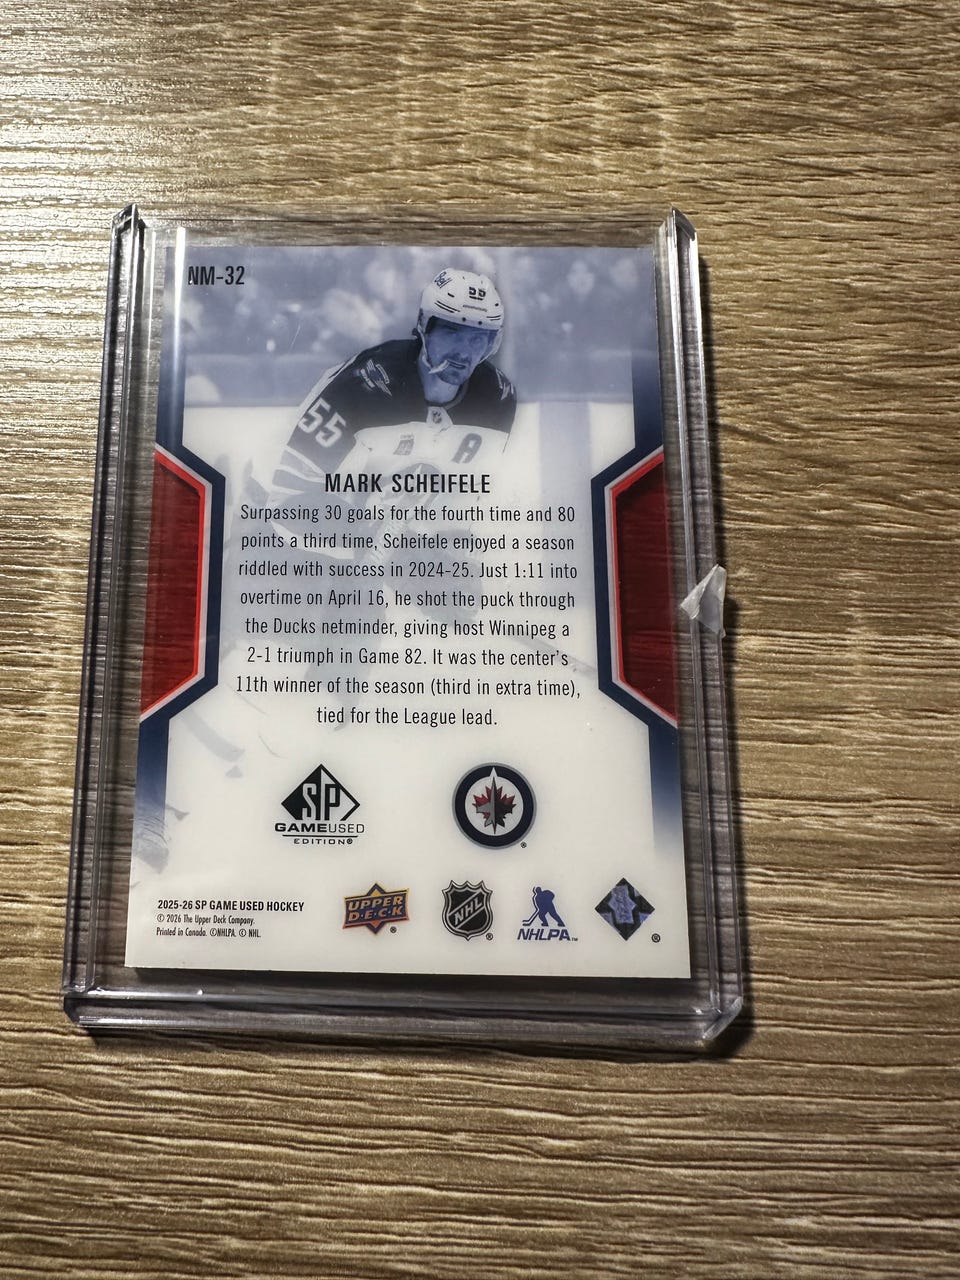 NM-32
55
55
A
MARK SCHEIFELE
Surpassing 30 goals for the fourth time and 80
points a third time, Scheifele enjoyed a season
riddled with success in 2024-25. Just 1:11 into
overtime on April 16, he shot the puck through
the Ducks netminder, giving host Winnipeg a
2-1 triumph in Game 82. It was the center's
11th winner of the season (third in extra time),
tied for the League lead.
SP
GAMEUSED
EDITION®
®
2025-26 SP GAME USED HOCKEY
© 2026 The Upper Deck Company.
Printed in Canada. ©NHLPA. © NHL.
UPPER
D·E·C·K
®
NHL
®
NHLPA™
®